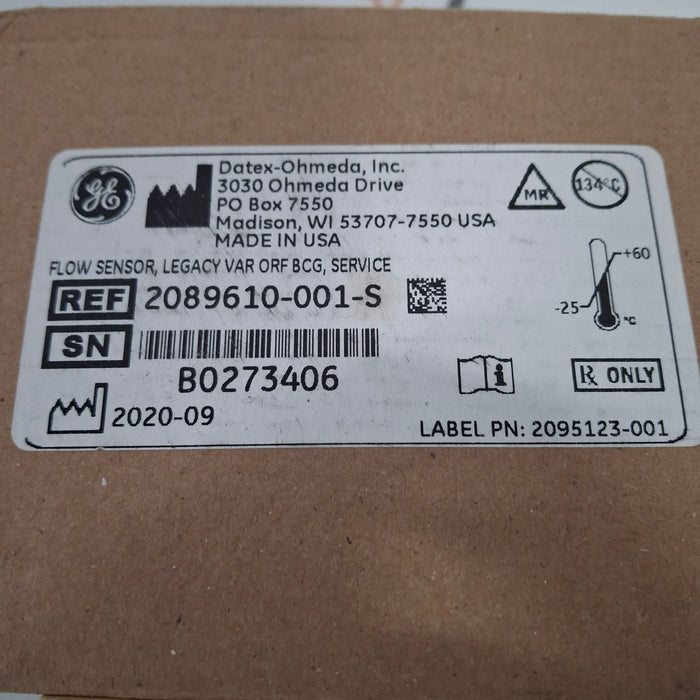 GE
Datex-Ohmeda, Inc.
3030 Ohmeda Drive
PO Box 7550
Madison, WI 53707-7550 USA
MADE IN USA
MR
134°C
FLOW SENSOR, LEGACY VAR ORF BCG, SERVICE
REF 2089610-001-S
+60
-25
°C
SN
B0273406
i
℞ ONLY
2020-09
LABEL PN: 2095123-001